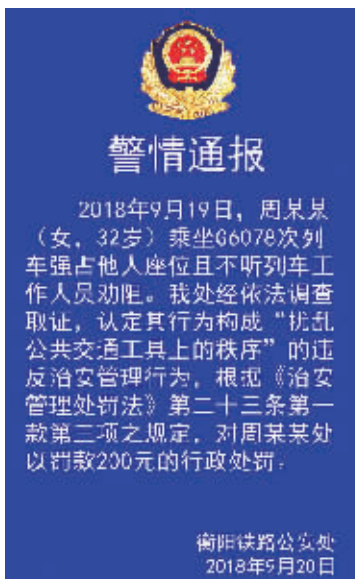 警情通报
2018年9月19日，周某某
（女，32岁）乘坐G6078次列
车强占他人座位且不听列车工
作人员劝阻。我处经依法调查
取证，认定其行为构成“扰乱
公共交通工具上的秩序”的违
反治安管理行为，根据《治安
管理处罚法》第二十三条第一
款第三项之规定，对周某某处
以罚款200元的行政处罚。
衡阳铁路公安处
2018年9月20日